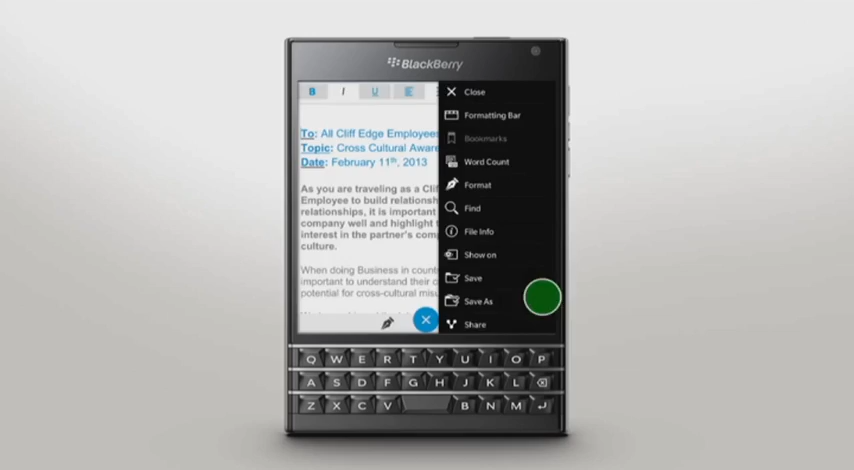 BlackBerry
B I U
To: All Cliff Edge Employees
Topic: Cross Cultural Aware
Date: February 11th, 2013
As you are traveling as a Clif
Employee to build relationsh
relationships, it is important
company well and highlight t
interest in the partner's comp
culture.
When doing Business in countr
important to understand their c
potential for cross-cultural misu
Close
Formatting Bar
Bookmarks
Word Count
Format
Find
File Info
Show on
Save
Save As
Share
Q W E R T Y U I O P
A S D F G H J K L
Z X C V B N M